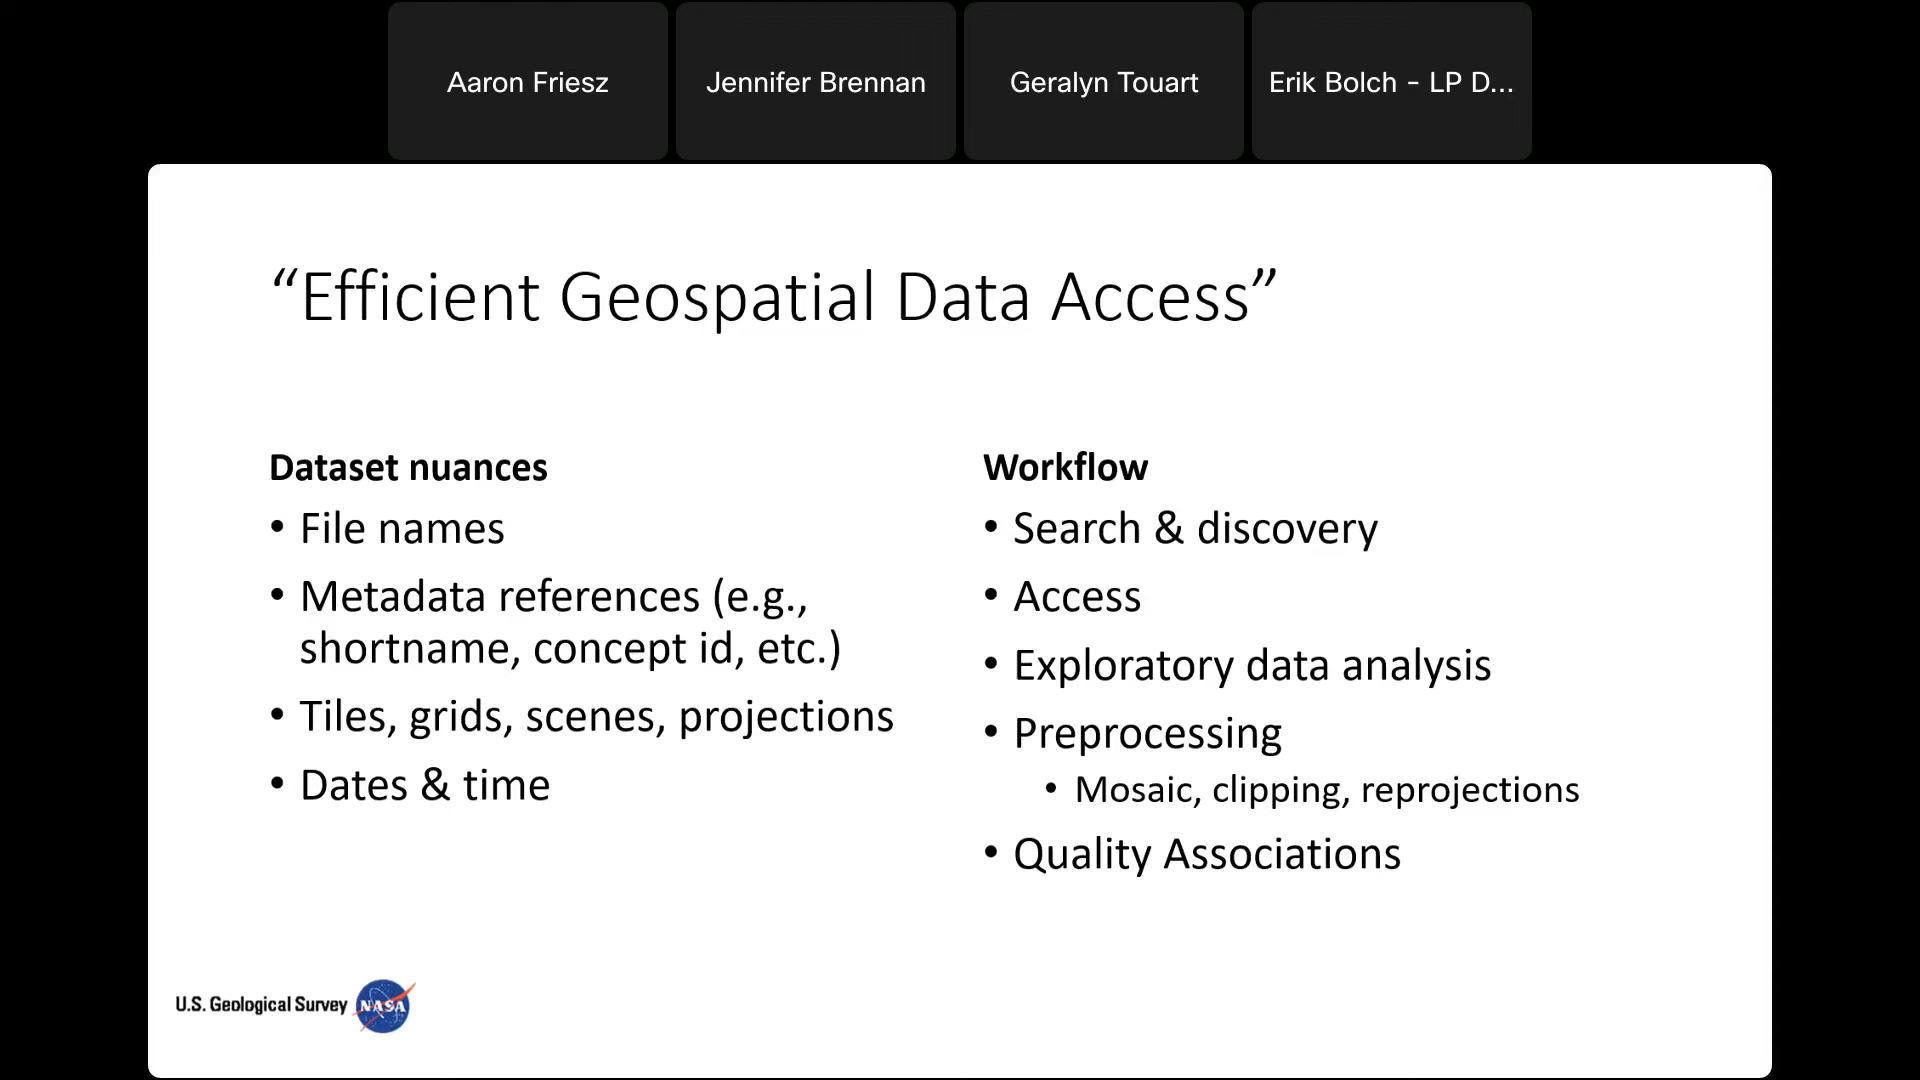 Aaron Friesz
Jennifer Brennan
Geralyn Touart
Erik Bolch - LP D...
“Efficient Geospatial Data Access”
Dataset nuances
• File names
• Metadata references (e.g.,
shortname, concept id, etc.)
• Tiles, grids, scenes, projections
• Dates & time
Workflow
• Search & discovery
• Access
• Exploratory data analysis
• Preprocessing
• Mosaic, clipping, reprojections
• Quality Associations
U.S. Geological Survey
NASA